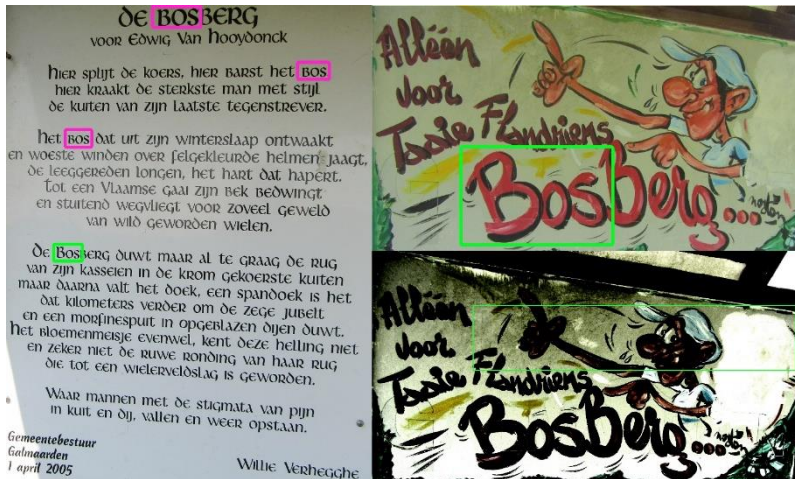 DE BOSBERG
VOOR EDWIG VAN HOOYDONCK
HIER SPLIJT DE KOERS, HIER BARST HET BOS
HIER KRAAKT DE STERKSTE MAN MET STIJL
DE KUITEN VAN ZIJN LAATSTE TEGENSTREVER.
HET BOS DAT UIT ZIJN WINTERSLAAP ONTWAAKT
EN WOESTE WINDEN OVER FELGEKLEURDE HELMEN JAAGT,
DE LEEGGEREDEN LONGEN, HET HART DAT HAPERT.
TOT EEN VLAAMSE GAAI ZIJN BEK BEDWINGT
EN STUITEND WEGVLIEGT VOOR ZOVEEL GEWELD
VAN WILD GEWORDEN WIELEN.
DE BOSBERG DUWT MAAR AL TE GRAAG DE RUG
VAN ZIJN KASSEIEN IN DE KROM GEKOERSTE KUITEN
MAAR DAARNA VALT HET DOEK, EEN SPANDOEK IS HET
DAT KILOMETERS VERDER OM DE ZEGE JUBELT
EN EEN MORFINESPUIT IN OPGEBLAZEN DIJEN DUWT.
HET BLOEMENMEISJE EVENWEL, KENT DEZE HELLING NIET
EN ZEKER NIET DE RUWE RONDING VAN HAAR RUG
DIE TOT EEN WIELERVELDSLAG IS GEWORDEN.
WAAR MANNEN MET DE STIGMATA VAN PIJN
IN KUIT EN DIJ, VALLEN EN WEER OPSTAAN.
Gemeentebestuur
Galmaarden
1 april 2005
WILLIE VERHEGGHE
Alléén
voor
Taaie Flandriens
BosBerg...
Alléén
voor
Taaie Flandriens
BosBerg...